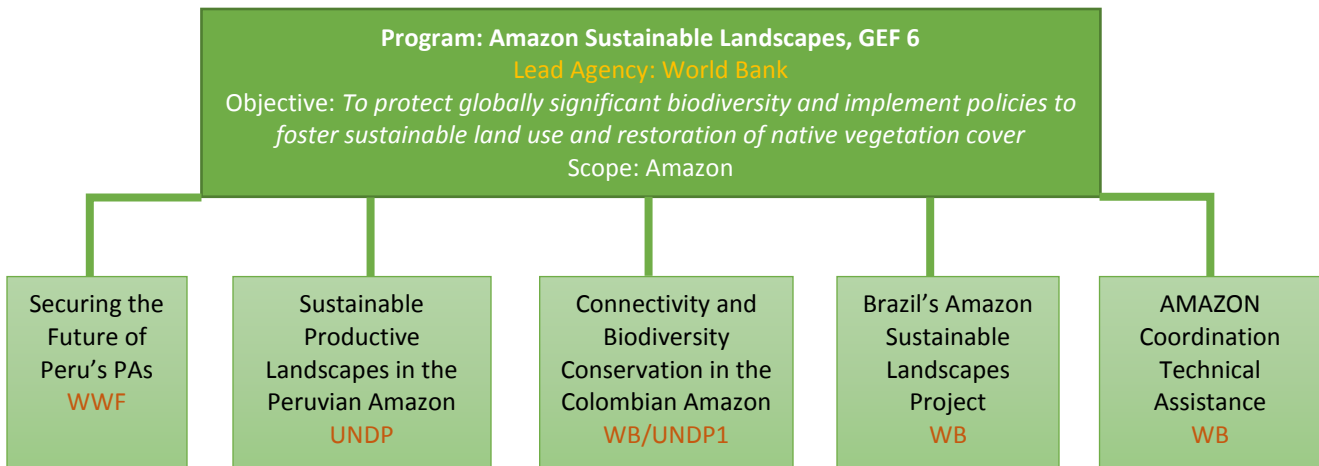 Program: Amazon Sustainable Landscapes, GEF 6
Lead Agency: World Bank
Objective: To protect globally significant biodiversity and implement policies to
foster sustainable land use and restoration of native vegetation cover
Scope: Amazon
Securing the
Future of
Peru’s PAs
WWF
Sustainable
Productive
Landscapes in the
Peruvian Amazon
UNDP
Connectivity and
Biodiversity
Conservation in the
Colombian Amazon
WB/UNDP1
Brazil’s Amazon
Sustainable
Landscapes
Project
WB
AMAZON
Coordination
Technical
Assistance
WB